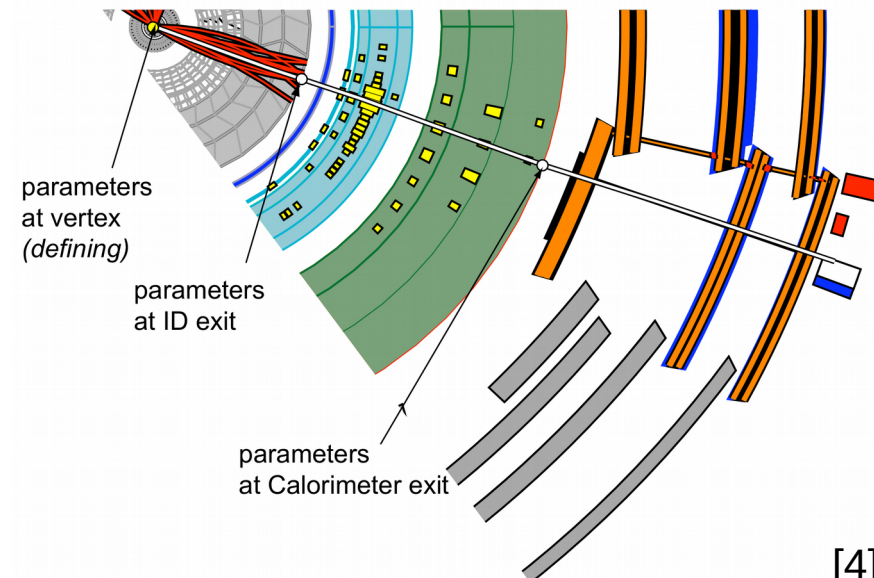 parameters
at vertex
(defining)
parameters
at ID exit
parameters
at Calorimeter exit
[4]